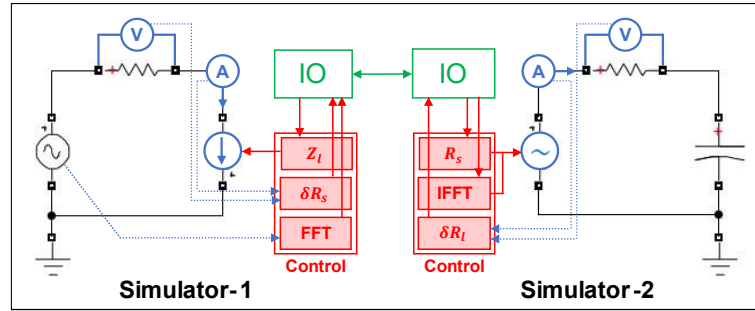 V
A
IO
Z_l
δR_s
FFT
Control
Simulator-1
IO
R_s
IFFT
δR_l
Control
A
V
Simulator-2